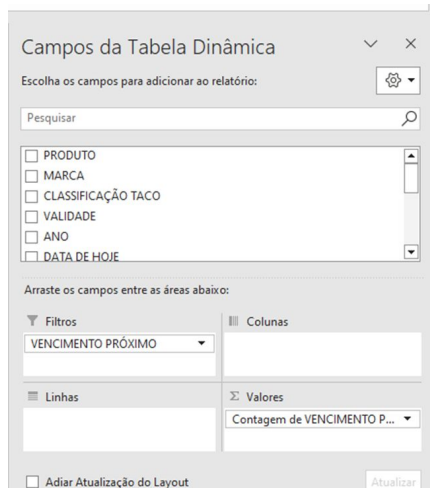 Campos da Tabela Dinâmica
Escolha os campos para adicionar ao relatório:
Pesquisar
PRODUTO
MARCA
CLASSIFICAÇÃO TACO
VALIDADE
ANO
DATA DE HOJE
Arraste os campos entre as áreas abaixo:
Filtros
Colunas
VENCIMENTO PRÓXIMO
Linhas
Σ Valores
Contagem de VENCIMENTO P...
Adiar Atualização do Layout
Atualizar